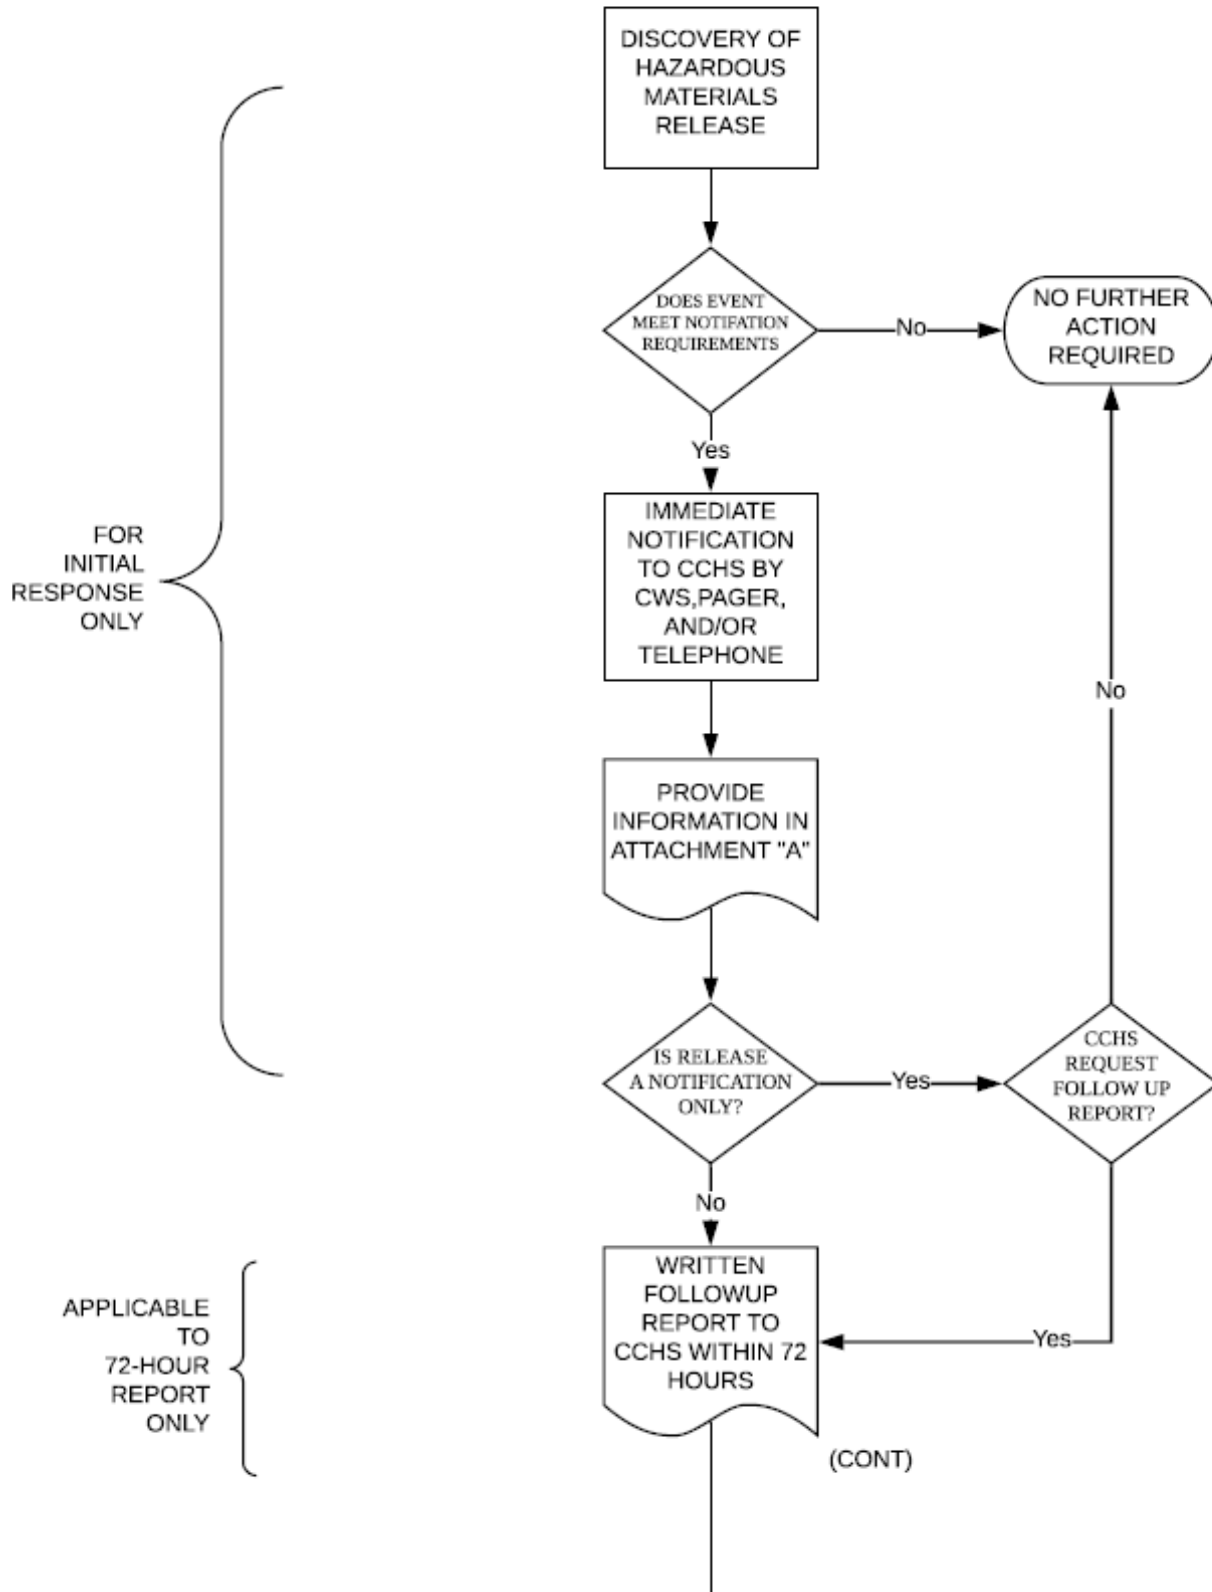 DISCOVERY OF
HAZARDOUS
MATERIALS
RELEASE
DOES EVENT
MEET NOTIFATION
REQUIREMENTS
No
NO FURTHER
ACTION
REQUIRED
Yes
IMMEDIATE
NOTIFICATION
TO CCHS BY
CWS,PAGER,
AND/OR
TELEPHONE
FOR
INITIAL
RESPONSE
ONLY
No
PROVIDE
INFORMATION IN
ATTACHMENT "A"
IS RELEASE
A NOTIFICATION
ONLY?
Yes
CCHS
REQUEST
FOLLOW UP
REPORT?
No
WRITTEN
FOLLOWUP
REPORT TO
CCHS WITHIN 72
HOURS
Yes
APPLICABLE
TO
72-HOUR
REPORT
ONLY
(CONT)